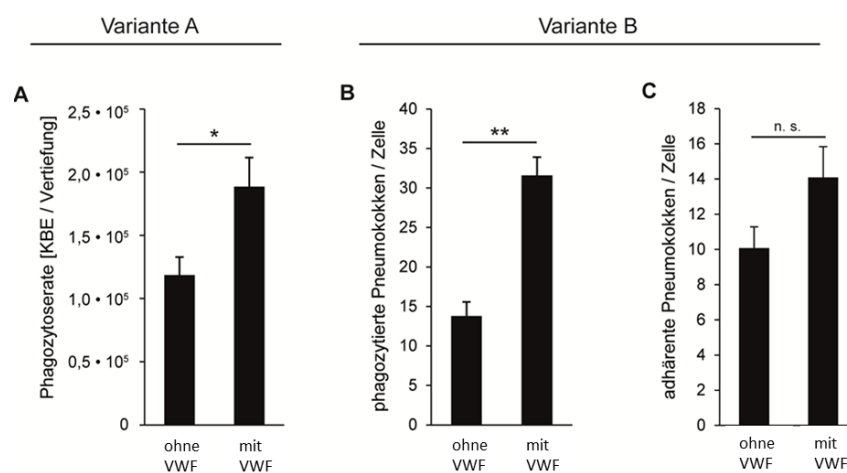 Variante A
Variante B
A
Phagozytoserate [KBE / Vertiefung]
2,5 • 10⁵
2,0 • 10⁵
1,5 • 10⁵
1,0 • 10⁵
0,5 • 10⁵
0
*
ohne VWF
mit VWF
B
phagozytierte Pneumokokken / Zelle
40
35
30
25
20
15
10
5
0
**
ohne VWF
mit VWF
C
adhärente Pneumokokken / Zelle
18
16
14
12
10
8
6
4
2
0
n. s.
ohne VWF
mit VWF